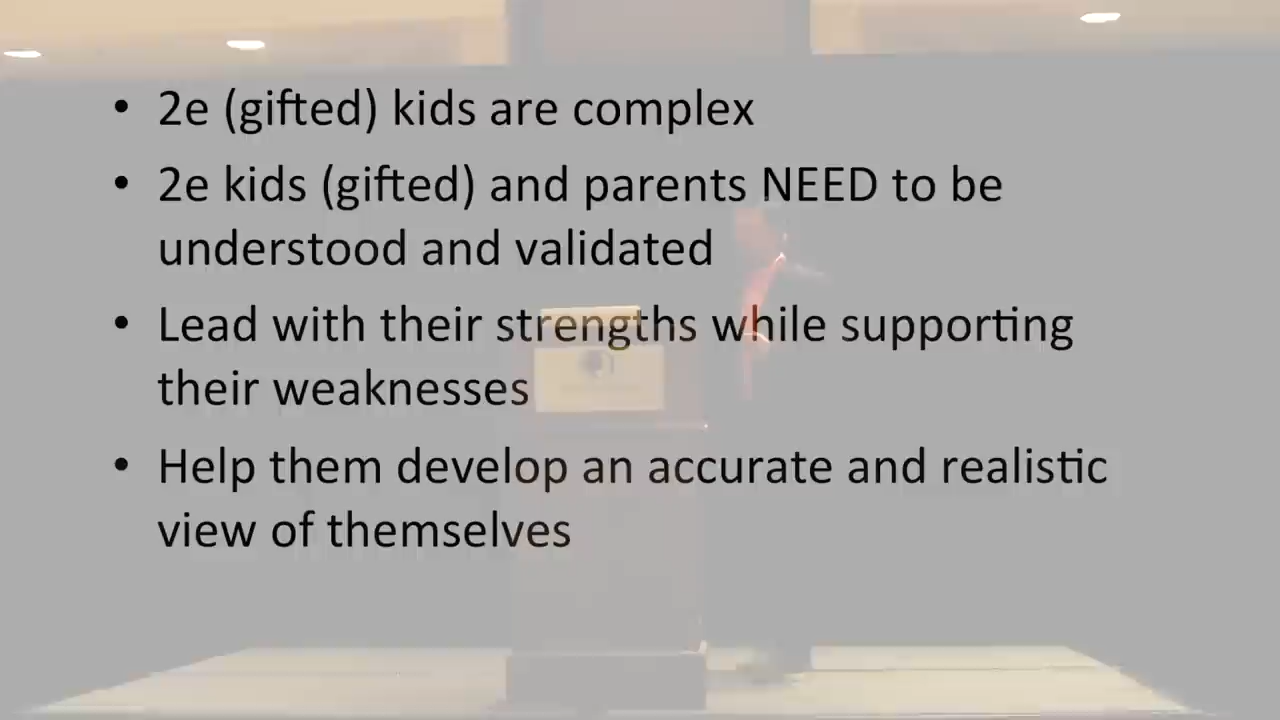 • 2e (gifted) kids are complex
• 2e kids (gifted) and parents NEED to be
understood and validated
• Lead with their strengths while supporting
their weaknesses
• Help them develop an accurate and realistic
view of themselves